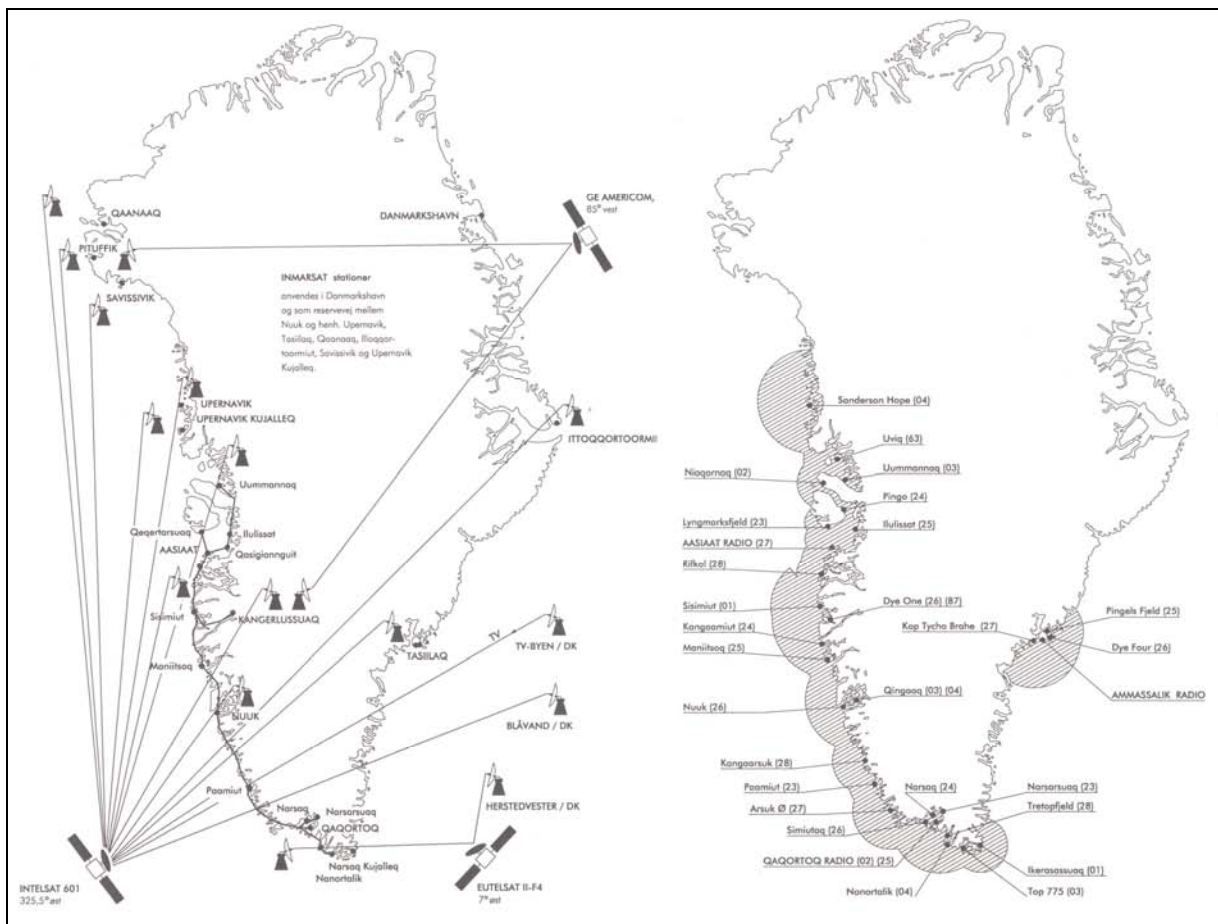 QAANAAQ
DANMARKSHAVN
GE AMERICOM,
85° vest
PITUFFIK
SAVISSIVIK
INMARSAT stationer
anvendes i Danmarkshavn
og som reservevej mellem
Nuuk og henh. Upernavik,
Tasiilaq, Qaanaaq, Illoqqor-
toormiut, Savissivik og Upernavik
Kujalleq.
UPERNAVIK
UPERNAVIK KUJALLEQ
ITTOQQORTOORMII
Uummannaq
Qeqertarsuaq
Ilulissat
AASIAAT
Qasigiannguit
Sisimiut
KANGERLUSSUAQ
TASIILAQ
TV
TV-BYEN / DK
Maniitsoq
NUUK
BLÅVAND / DK
Paamiut
Narsaq
Narsarsuaq
QAQORTOQ
HERSTEDVESTER / DK
Narsaq Kujalleq
Nanortalik
INTELSAT 601
325,5° øst
EUTELSAT II-F4
7° øst
Sanderson Hope (04)
Uviq (63)
Niaqornaq (02)
Uummannaq (03)
Pingo (24)
Lyngmarksfjeld (23)
Ilulissat (25)
AASIAAT RADIO (27)
Rifkol (28)
Sisimiut (01)
Dye One (26) (87)
Pingels Fjeld (25)
Kangaamiut (24)
Kap Tycho Brahe (27)
Maniitsoq (25)
Dye Four (26)
Qingaaq (03) (04)
AMMASSALIK RADIO
Nuuk (26)
Kangaarsuk (28)
Paamiut (23)
Narsaq (24)
Narsarsuaq (23)
Arsuk Ø (27)
Tretopfjeld (28)
Simiutaq (26)
QAQORTOQ RADIO (02) (25)
Ikerasassuaq (01)
Nanortalik (04)
Top 775 (03)